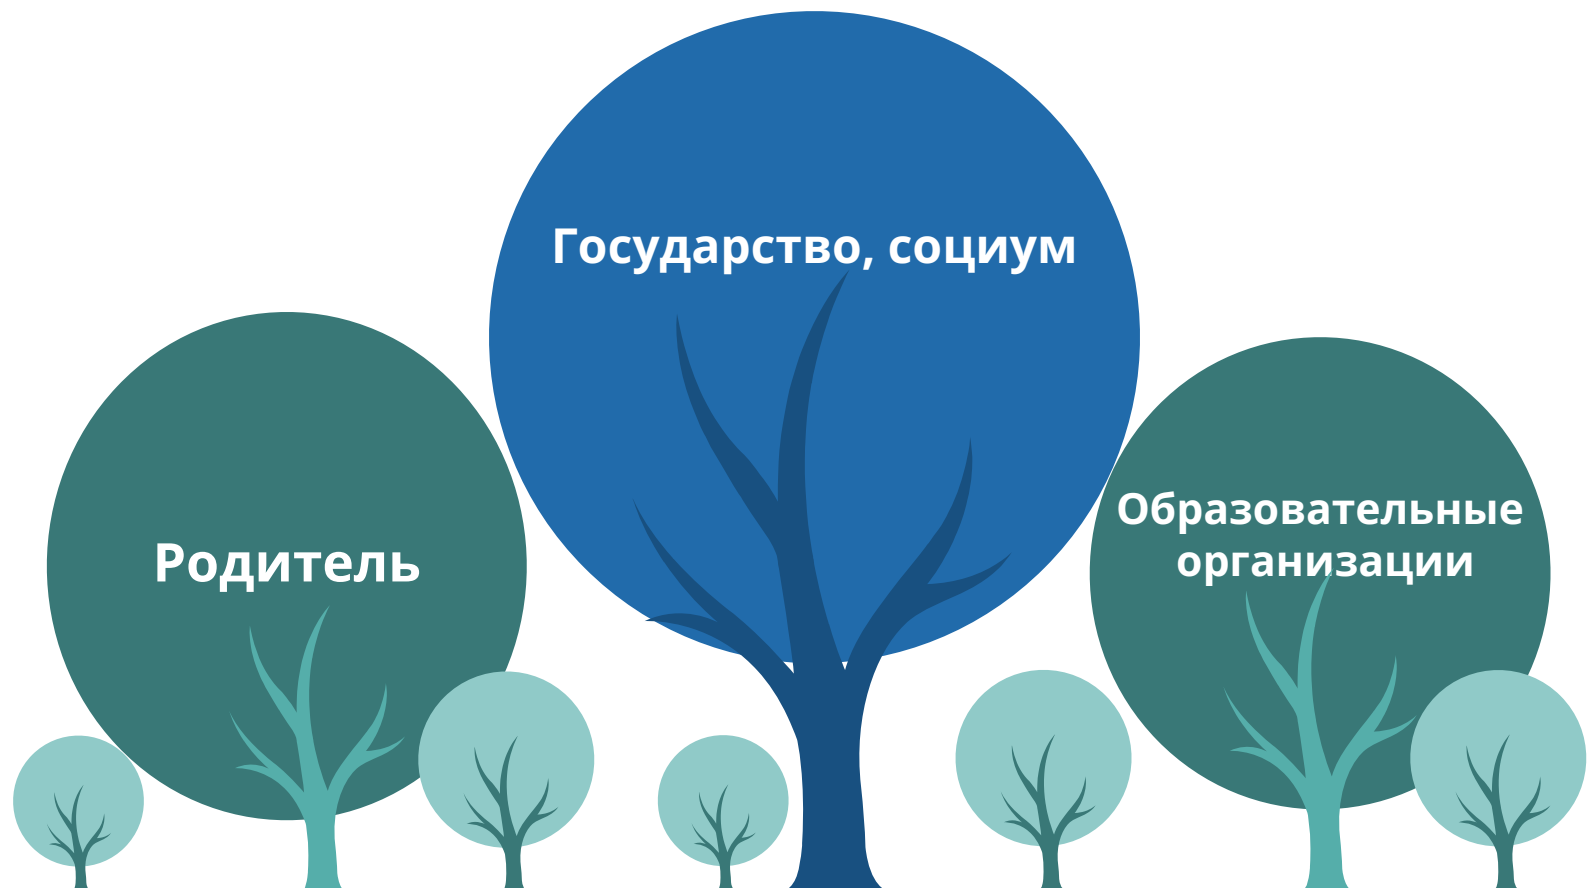 Государство, социум
Родитель
Образовательные
организации